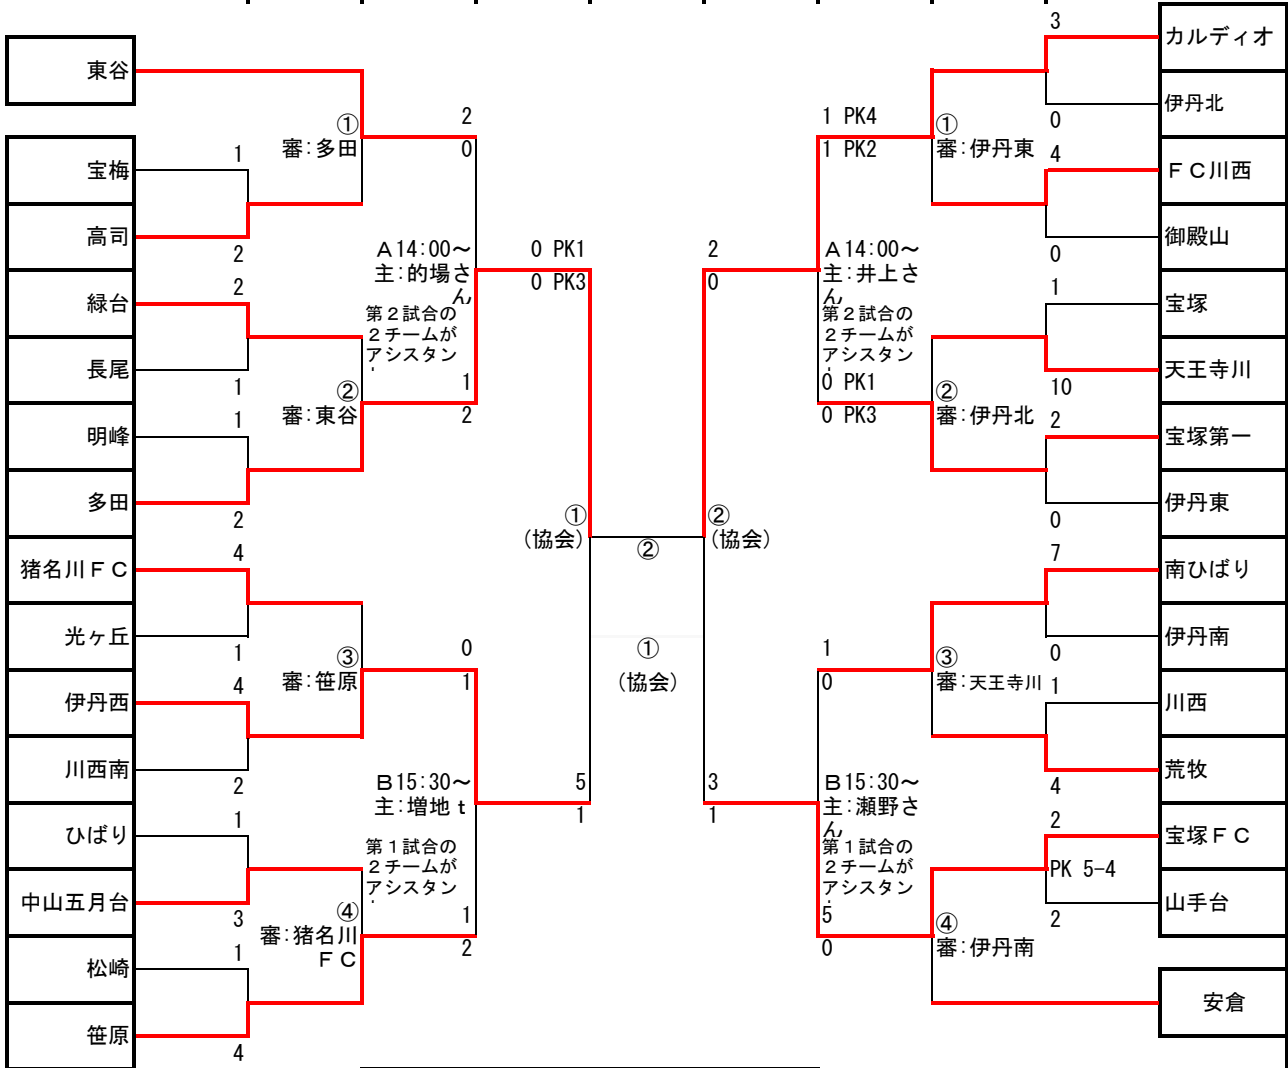 東谷
宝梅
高司
緑台
長尾
明峰
多田
猪名川ＦＣ
光ヶ丘
伊丹西
川西南
ひばり
中山五月台
松崎
笹原
1
2
2
1
1
2
4
1
4
2
1
3
1
4
①
審:多田
②
審:東谷
③
審:笹原
④
審:猪名川
ＦＣ
2
0
Ａ14:00～
主:的場さ
ん
第２試合の
２チームが
アシスタン
1
2
0
1
Ｂ15:30～
主:増地ｔ
第１試合の
２チームが
アシスタン
1
2
0 PK1
0 PK3
①
(協会)
5
1
②
①
(協会)
2
0
②
(協会)
3
1
1 PK4
1 PK2
Ａ14:00～
主:井上さ
ん
第２試合の
２チームが
アシスタン
0 PK1
0 PK3
1
0
Ｂ15:30～
主:瀬野さ
ん
第１試合の
２チームが
アシスタン
5
0
①
審:伊丹東
②
審:伊丹北
③
審:天王寺川
④
審:伊丹南
3
0
4
0
1
10
2
0
7
0
1
4
2
PK 5-4
2
カルディオ
伊丹北
ＦＣ川西
御殿山
宝塚
天王寺川
宝塚第一
伊丹東
南ひばり
伊丹南
川西
荒牧
宝塚ＦＣ
山手台
安倉